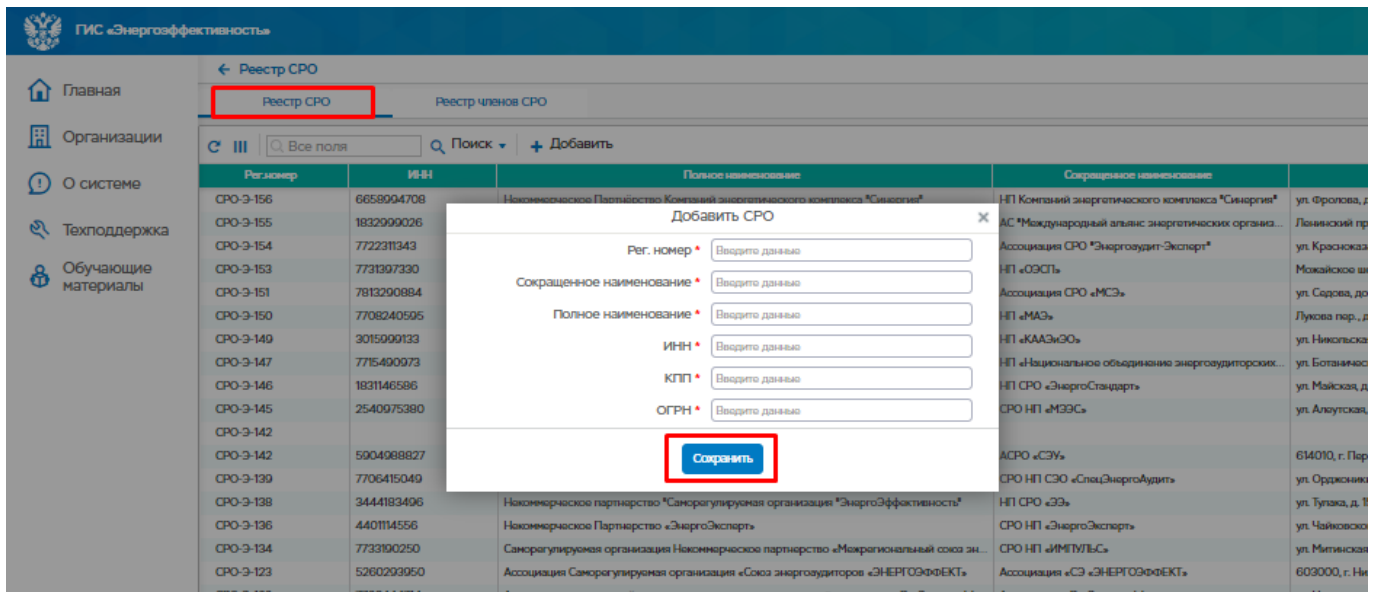 ГИС «Энергоэффективность»
← Реестр СРО
Главная
Реестр СРО Реестр членов СРО
Организации
Все поля Поиск + Добавить
О системе
Рег.номер ИНН Полное наименование Сокращенное наименование
СРО-Э-156 6658994708 Некоммерческое Партнёрство Компаний энергетического комплекса "Синергия" НП Компаний энергетического комплекса "Синергия" ул. Фролова, д
Добавить СРО ×
СРО-Э-155 1832999026 АС "Международный альянс энергетических организ... Ленинский пр
Техподдержка
СРО-Э-154 7722311343 Рег. номер * Введите данные Ассоциация СРО "Энергоаудит-Эксперт" ул. Красноказ
Обучающие материалы
СРО-Э-153 7731397330 НП «ОЭСП» Можайское ш
СРО-Э-151 7813290884 Сокращенное наименование * Введите данные Ассоциация СРО «МСЭ» ул. Седова, до
СРО-Э-150 7708240595 Полное наименование * Введите данные НП «МАЭ» Лукова пер., д
СРО-Э-149 3015999133 ИНН * Введите данные НП «КААЭиЭО» ул. Никольска
СРО-Э-147 7715490973 НП «Национальное объединение энергоаудиторских... ул. Ботаничес
СРО-Э-146 1831146586 КПП * Введите данные НП СРО «ЭнергоСтандарт» ул. Майская, д
СРО-Э-145 2540975380 ОГРН * Введите данные СРО НП «МЭЭС» ул. Алеутская,
СРО-Э-142
СРО-Э-142 5904988827 Сохранить АСРО «СЭУ» 614010, г. Пер
СРО-Э-139 7706415049 СРО НП СЭО «СпецЭнергоАудит» ул. Орджоник
СРО-Э-138 3444183496 Некоммерческое партнерство "Саморегулируемая организация "ЭнергоЭффективность" НП СРО «ЭЭ» ул. Тулака, д. 1
СРО-Э-136 4401114556 Некоммерческое Партнерство «ЭнергоЭксперт» СРО НП «ЭнергоЭксперт» ул. Чайковско
СРО-Э-134 7733190250 Саморегулируемая организация Некоммерческое партнерство «Межрегиональный союз эн... СРО НП «ИМПУЛЬС» ул. Митинская
СРО-Э-123 5260293950 Ассоциация Саморегулируемая организация «Союз энергоаудиторов «ЭНЕРГОЭФФЕКТ» Ассоциация «СЭ «ЭНЕРГОЭФФЕКТ» 603000, г. Ни